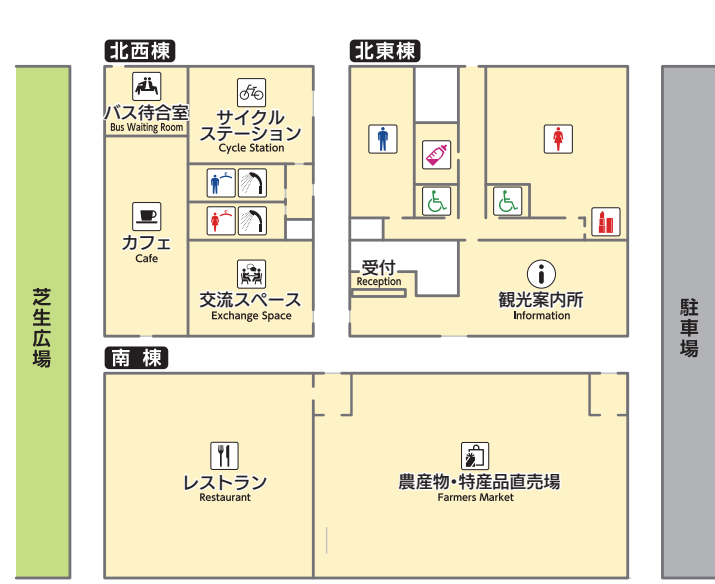 北西棟
北東棟
バス待合室
Bus Waiting Room
サイクル
ステーション
Cycle Station
カフェ
Cafe
交流スペース
Exchange Space
受付
Reception
観光案内所
Information
芝生広場
駐車場
南 棟
レストラン
Restaurant
農産物・特産品直売場
Farmers Market